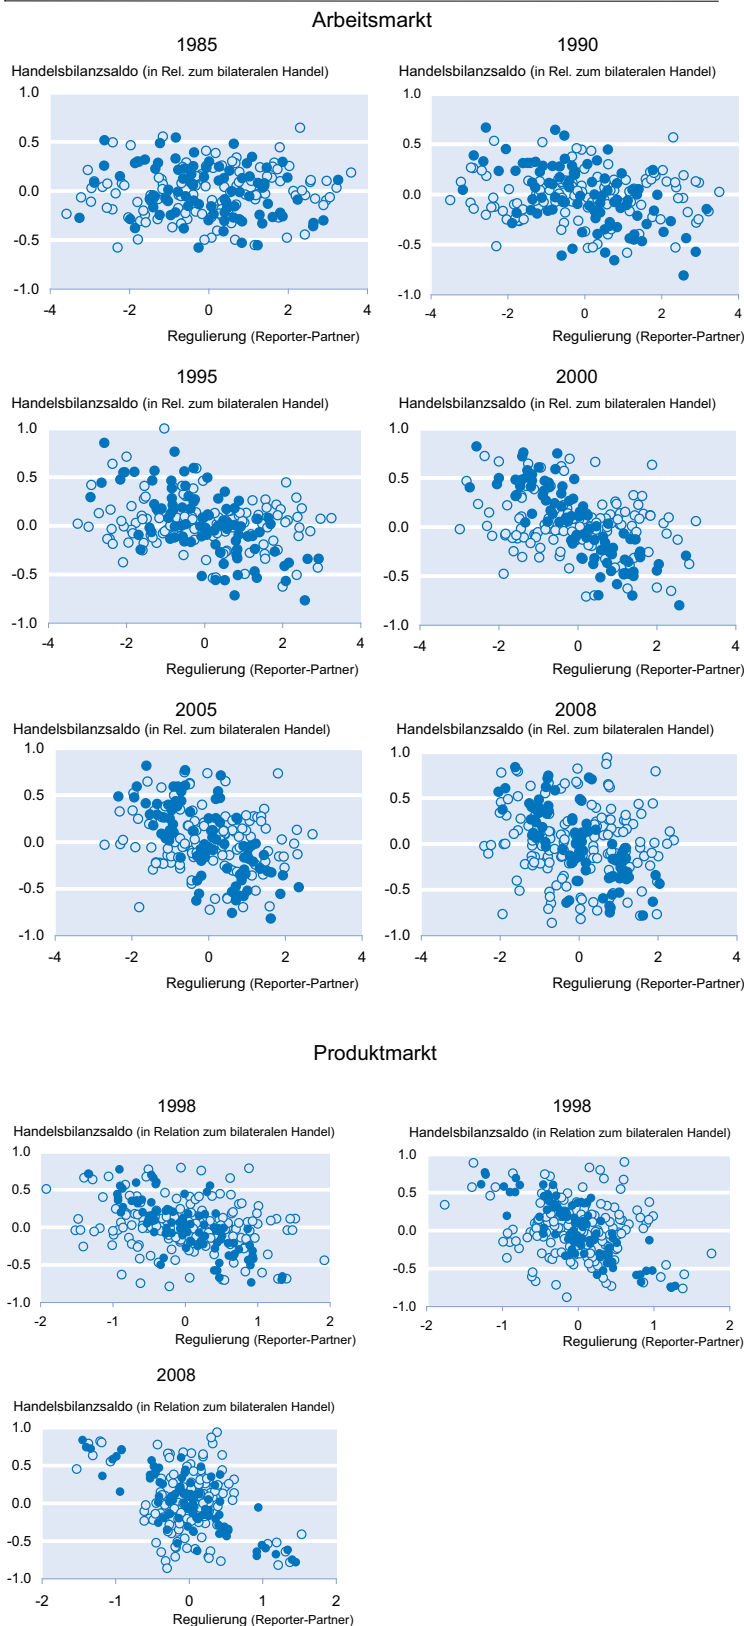 Arbeitsmarkt
1985
Handelsbilanzsaldo (in Rel. zum bilateralen Handel)
1.0
0.5
0.0
-0.5
-1.0
-4 -2 0 2 4
Regulierung (Reporter-Partner)
1990
Handelsbilanzsaldo (in Rel. zum bilateralen Handel)
1.0
0.5
0.0
-0.5
-1.0
-4 -2 0 2 4
Regulierung (Reporter-Partner)
1995
Handelsbilanzsaldo (in Rel. zum bilateralen Handel)
1.0
0.5
0.0
-0.5
-1.0
-4 -2 0 2 4
Regulierung (Reporter-Partner)
2000
Handelsbilanzsaldo (in Rel. zum bilateralen Handel)
1.0
0.5
0.0
-0.5
-1.0
-4 -2 0 2 4
Regulierung (Reporter-Partner)
2005
Handelsbilanzsaldo (in Rel. zum bilateralen Handel)
1.0
0.5
0.0
-0.5
-1.0
-4 -2 0 2 4
Regulierung (Reporter-Partner)
2008
Handelsbilanzsaldo (in Rel. zum bilateralen Handel)
1.0
0.5
0.0
-0.5
-1.0
-4 -2 0 2 4
Regulierung (Reporter-Partner)
Produktmarkt
1998
Handelsbilanzsaldo (in Relation zum bilateralen Handel)
1.0
0.5
0.0
-0.5
-1.0
-2 -1 0 1 2
Regulierung (Reporter-Partner)
1998
Handelsbilanzsaldo (in Relation zum bilateralen Handel)
1.0
0.5
0.0
-0.5
-1.0
-2 -1 0 1 2
Regulierung (Reporter-Partner)
2008
Handelsbilanzsaldo (in Relation zum bilateralen Handel)
1.0
0.5
0.0
-0.5
-1.0
-2 -1 0 1 2
Regulierung (Reporter-Partner)